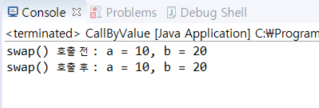 Console Problems Debug Shell
<terminated> CallByValue [Java Application] C:₩Program
swap() 호출 전 : a = 10, b = 20
swap() 호출 후 : a = 10, b = 20